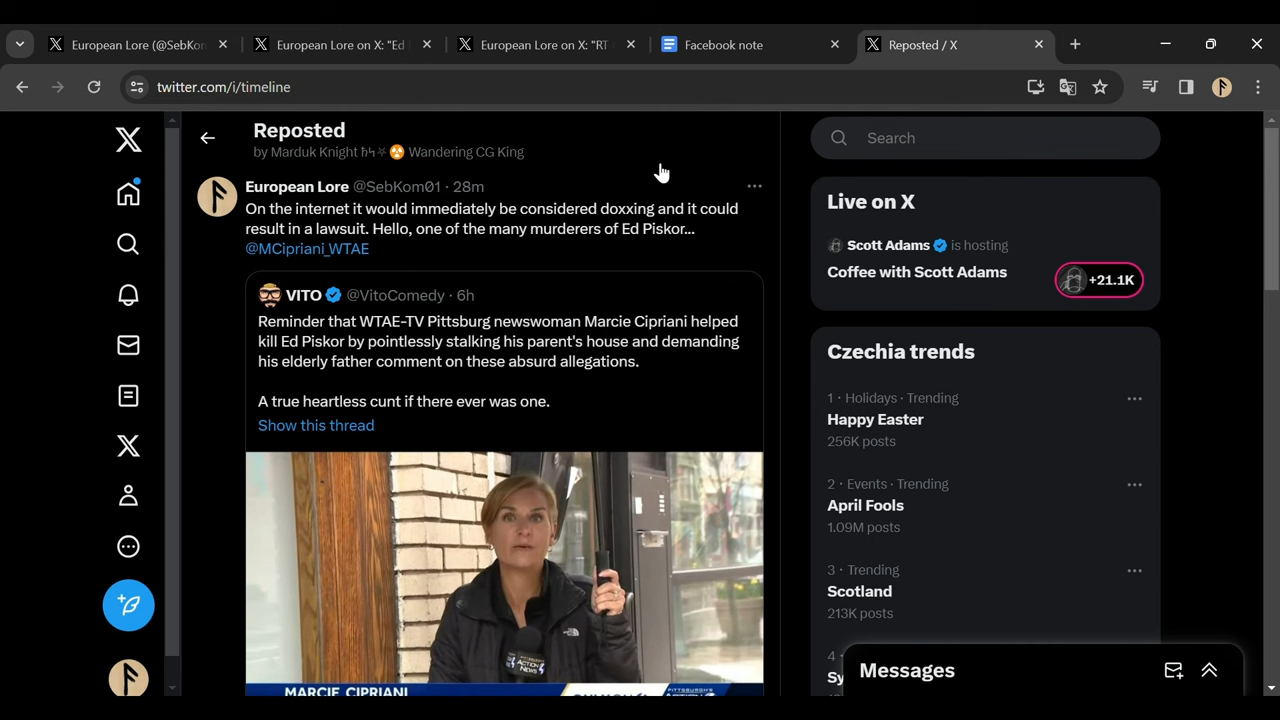 European Lore (@SebKon
European Lore on X: "Ed
European Lore on X: "RT
Facebook note
Reposted / X
twitter.com/i/timeline
Reposted
by Marduk Knight ☢ Wandering CG King
European Lore @SebKom01 · 28m
On the internet it would immediately be considered doxxing and it could
result in a lawsuit. Hello, one of the many murderers of Ed Piskor...
@MCipriani_WTAE
VITO @VitoComedy · 6h
Reminder that WTAE-TV Pittsburg newswoman Marcie Cipriani helped
kill Ed Piskor by pointlessly stalking his parent's house and demanding
his elderly father comment on these absurd allegations.
A true heartless cunt if there ever was one.
Show this thread
ACTION
NEWS
MARCIE CIPRIANI
PITTSBURGH'S
Search
Live on X
Scott Adams is hosting
Coffee with Scott Adams
+21.1K
Czechia trends
1 · Holidays · Trending
Happy Easter
256K posts
2 · Events · Trending
April Fools
1.09M posts
3 · Trending
Scotland
213K posts
4 ·
Sy
Messages